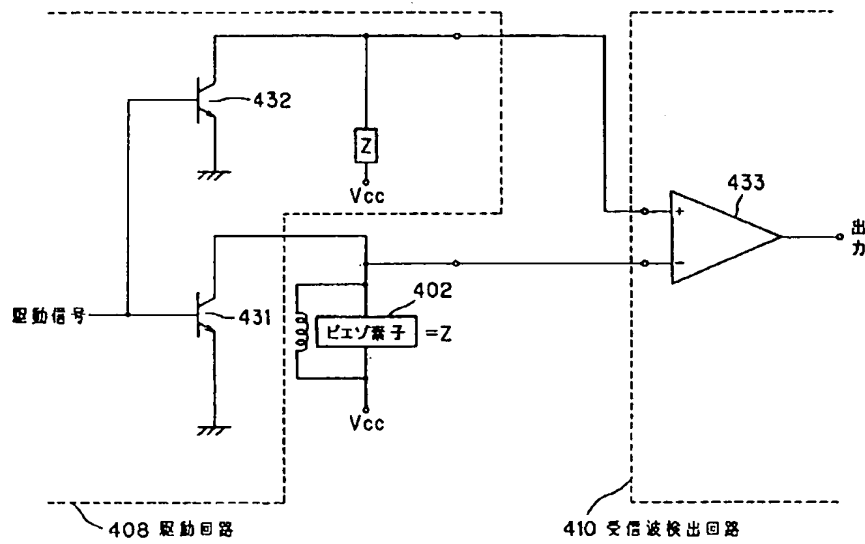 432
Z
Vcc
433
+
−
出力
駆動信号
431
402
ピエゾ素子
=Z
Vcc
408 駆動回路
410 受信波検出回路